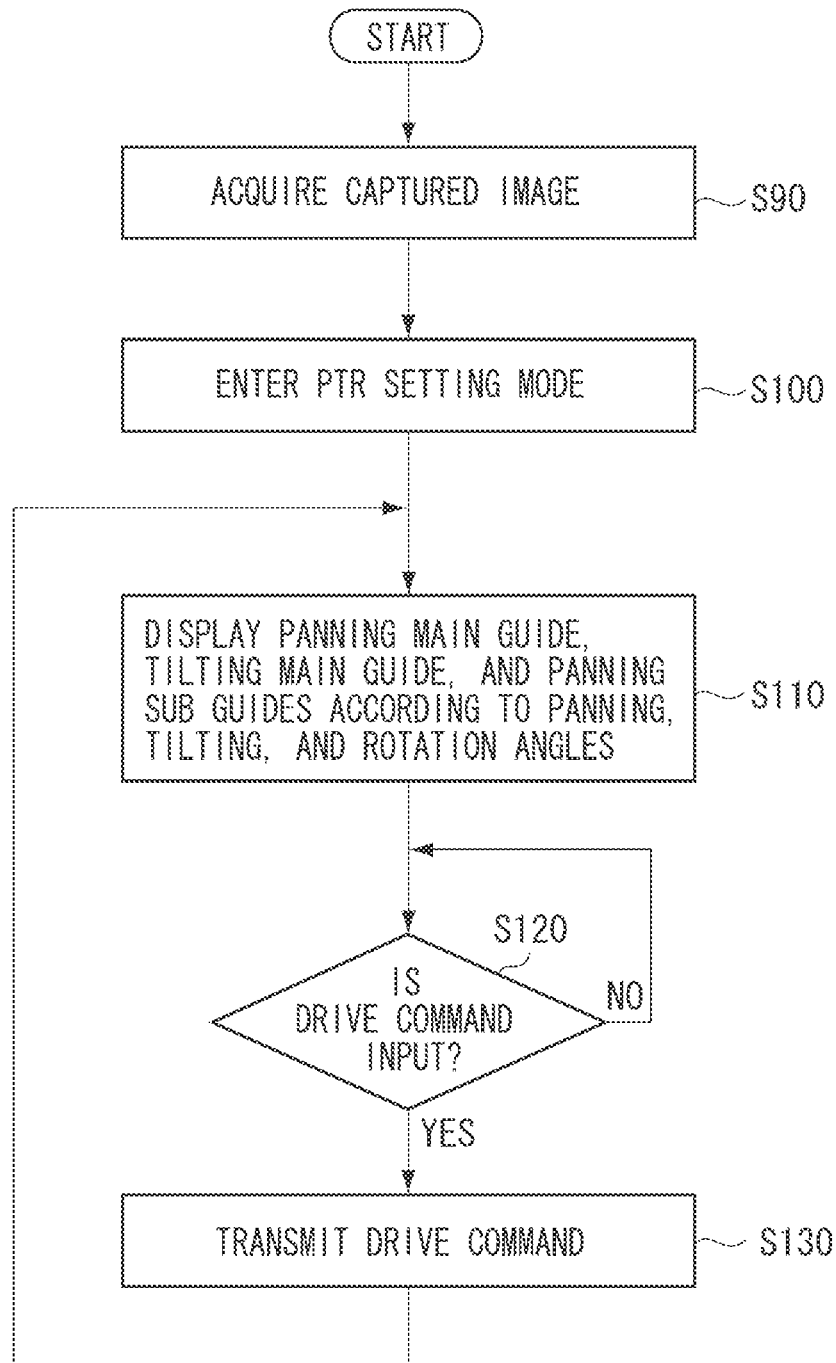 START
ACQUIRE CAPTURED IMAGE
S90
ENTER PTR SETTING MODE
S100
DISPLAY PANNING MAIN GUIDE,
TILTING MAIN GUIDE, AND PANNING
SUB GUIDES ACCORDING TO PANNING,
TILTING, AND ROTATION ANGLES
S110
S120
IS
DRIVE COMMAND
INPUT?
NO
YES
TRANSMIT DRIVE COMMAND
S130